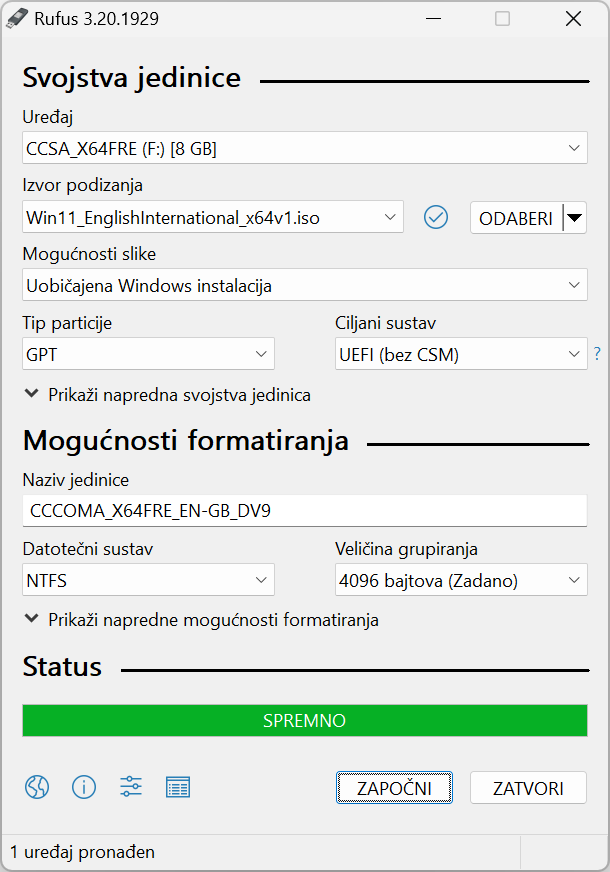 Rufus 3.20.1929
Svojstva jedinice
Uređaj
CCSA_X64FRE (F:) [8 GB]
Izvor podizanja
Win11_EnglishInternational_x64v1.iso
ODABERI
Mogućnosti slike
Uobičajena Windows instalacija
Tip particije Ciljani sustav
GPT UEFI (bez CSM) ?
Prikaži napredna svojstva jedinica
Mogućnosti formatiranja
Naziv jedinice
CCCOMA_X64FRE_EN-GB_DV9
Datotečni sustav Veličina grupiranja
NTFS 4096 bajtova (Zadano)
Prikaži napredne mogućnosti formatiranja
Status
SPREMNO
ZAPOČNI ZATVORI
1 uređaj pronađen